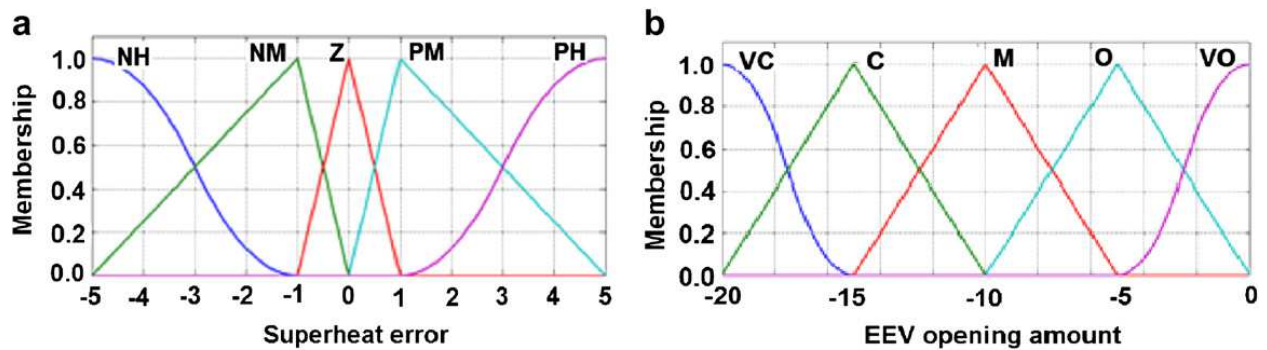 a
NH NM Z PM PH
1.0
0.8
0.6
0.4
0.2
0.0
Membership
-5 -4 -3 -2 -1 0 1 2 3 4 5
Superheat error
b
VC C M O VO
1.0
0.8
0.6
0.4
0.2
0.0
Membership
-20 -15 -10 -5 0
EEV opening amount